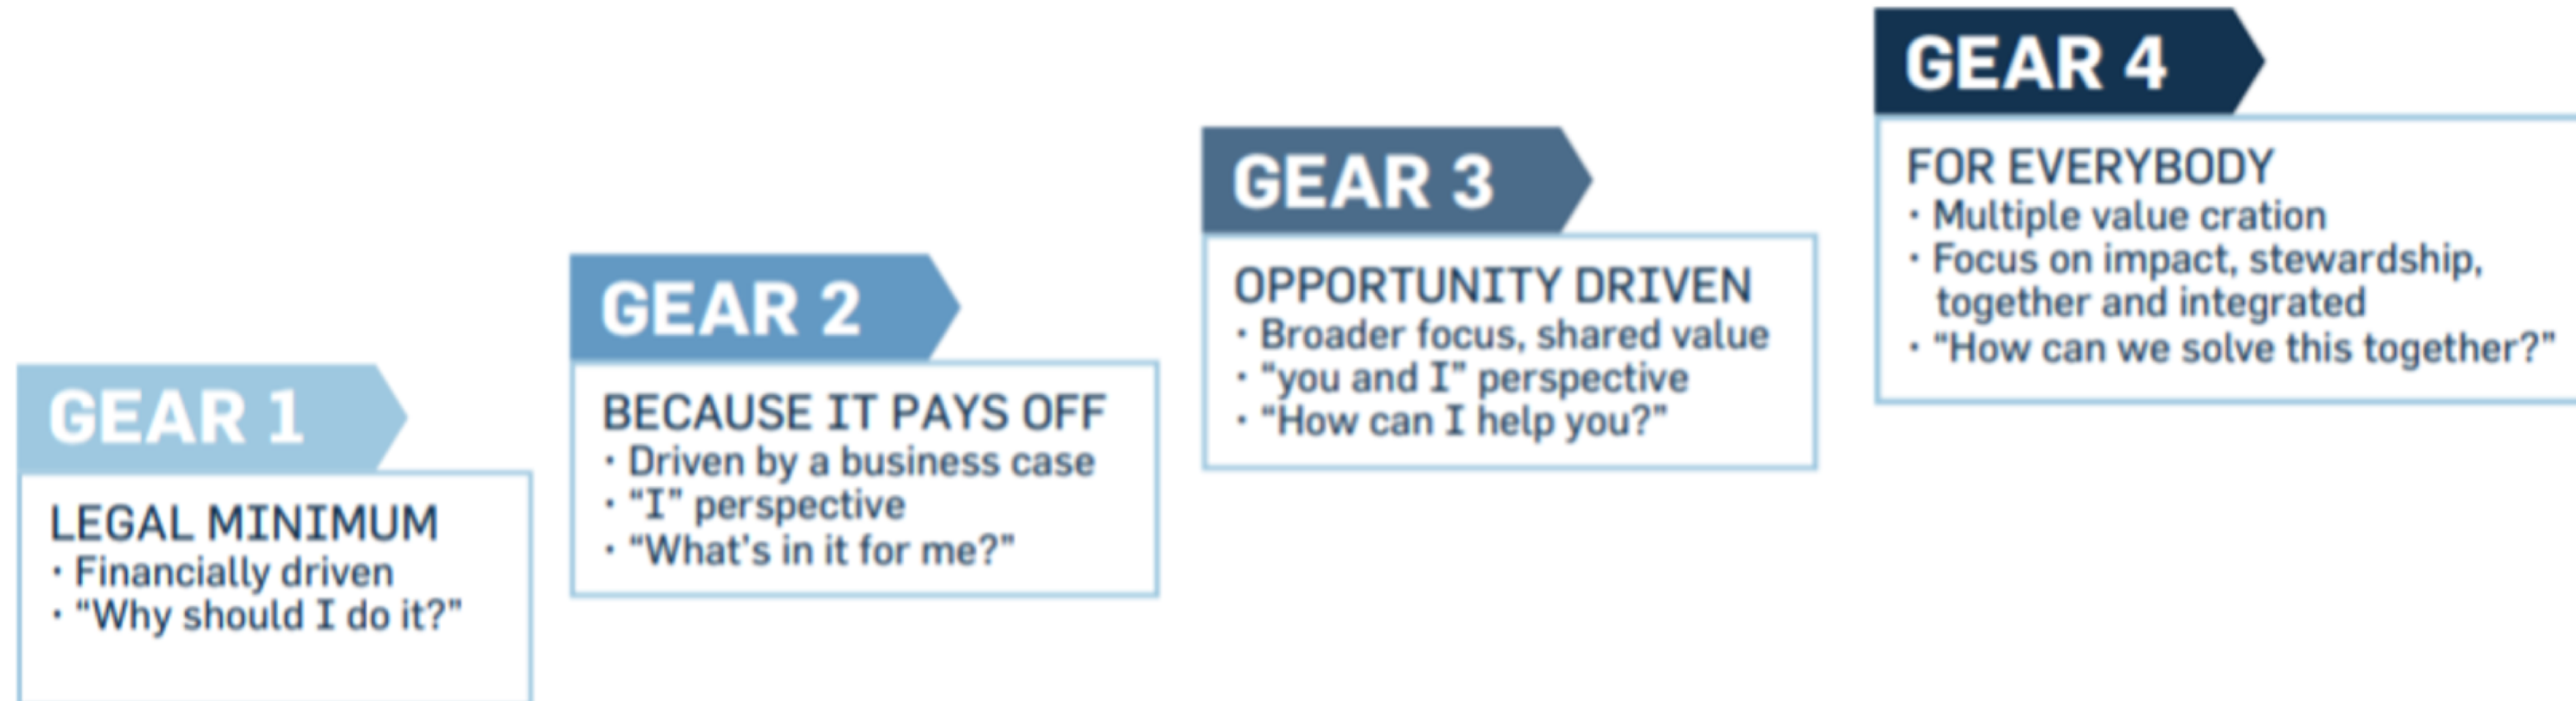 GEAR 1
LEGAL MINIMUM
· Financially driven
· “Why should I do it?”
GEAR 2
BECAUSE IT PAYS OFF
· Driven by a business case
· “I” perspective
· “What’s in it for me?”
GEAR 3
OPPORTUNITY DRIVEN
· Broader focus, shared value
· “you and I” perspective
· “How can I help you?”
GEAR 4
FOR EVERYBODY
· Multiple value cration
· Focus on impact, stewardship,
together and integrated
· “How can we solve this together?”